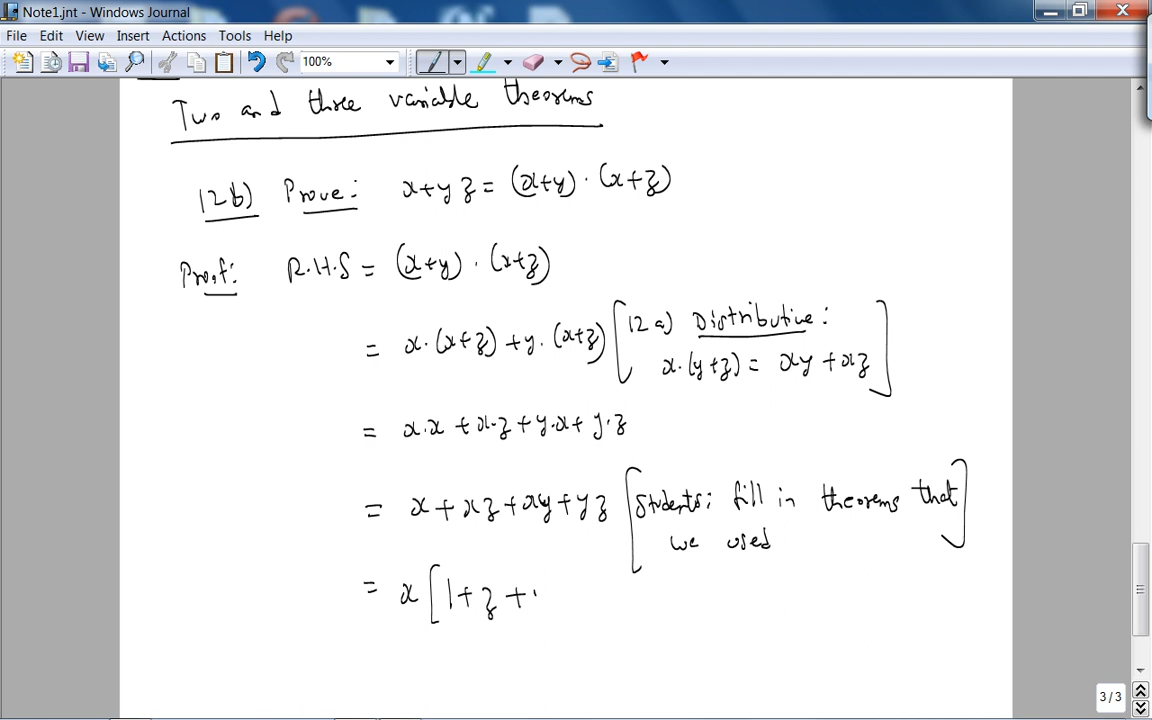 Note1.jnt - Windows Journal
File Edit View Insert Actions Tools Help
100%
Two and three variable theorems
12b) Prove: x+yz = (x+y) · (x+z)
Proof: R.H.S = (x+y) · (x+z)
= x·(x+z) + y·(x+z) [12a) Distributive:
x·(y+z) = xy + xz]
= x·x + x·z + y·x + y·z
= x + xz + xy + yz [Students: fill in theorems that
we used]
= x [1+z+
3/3